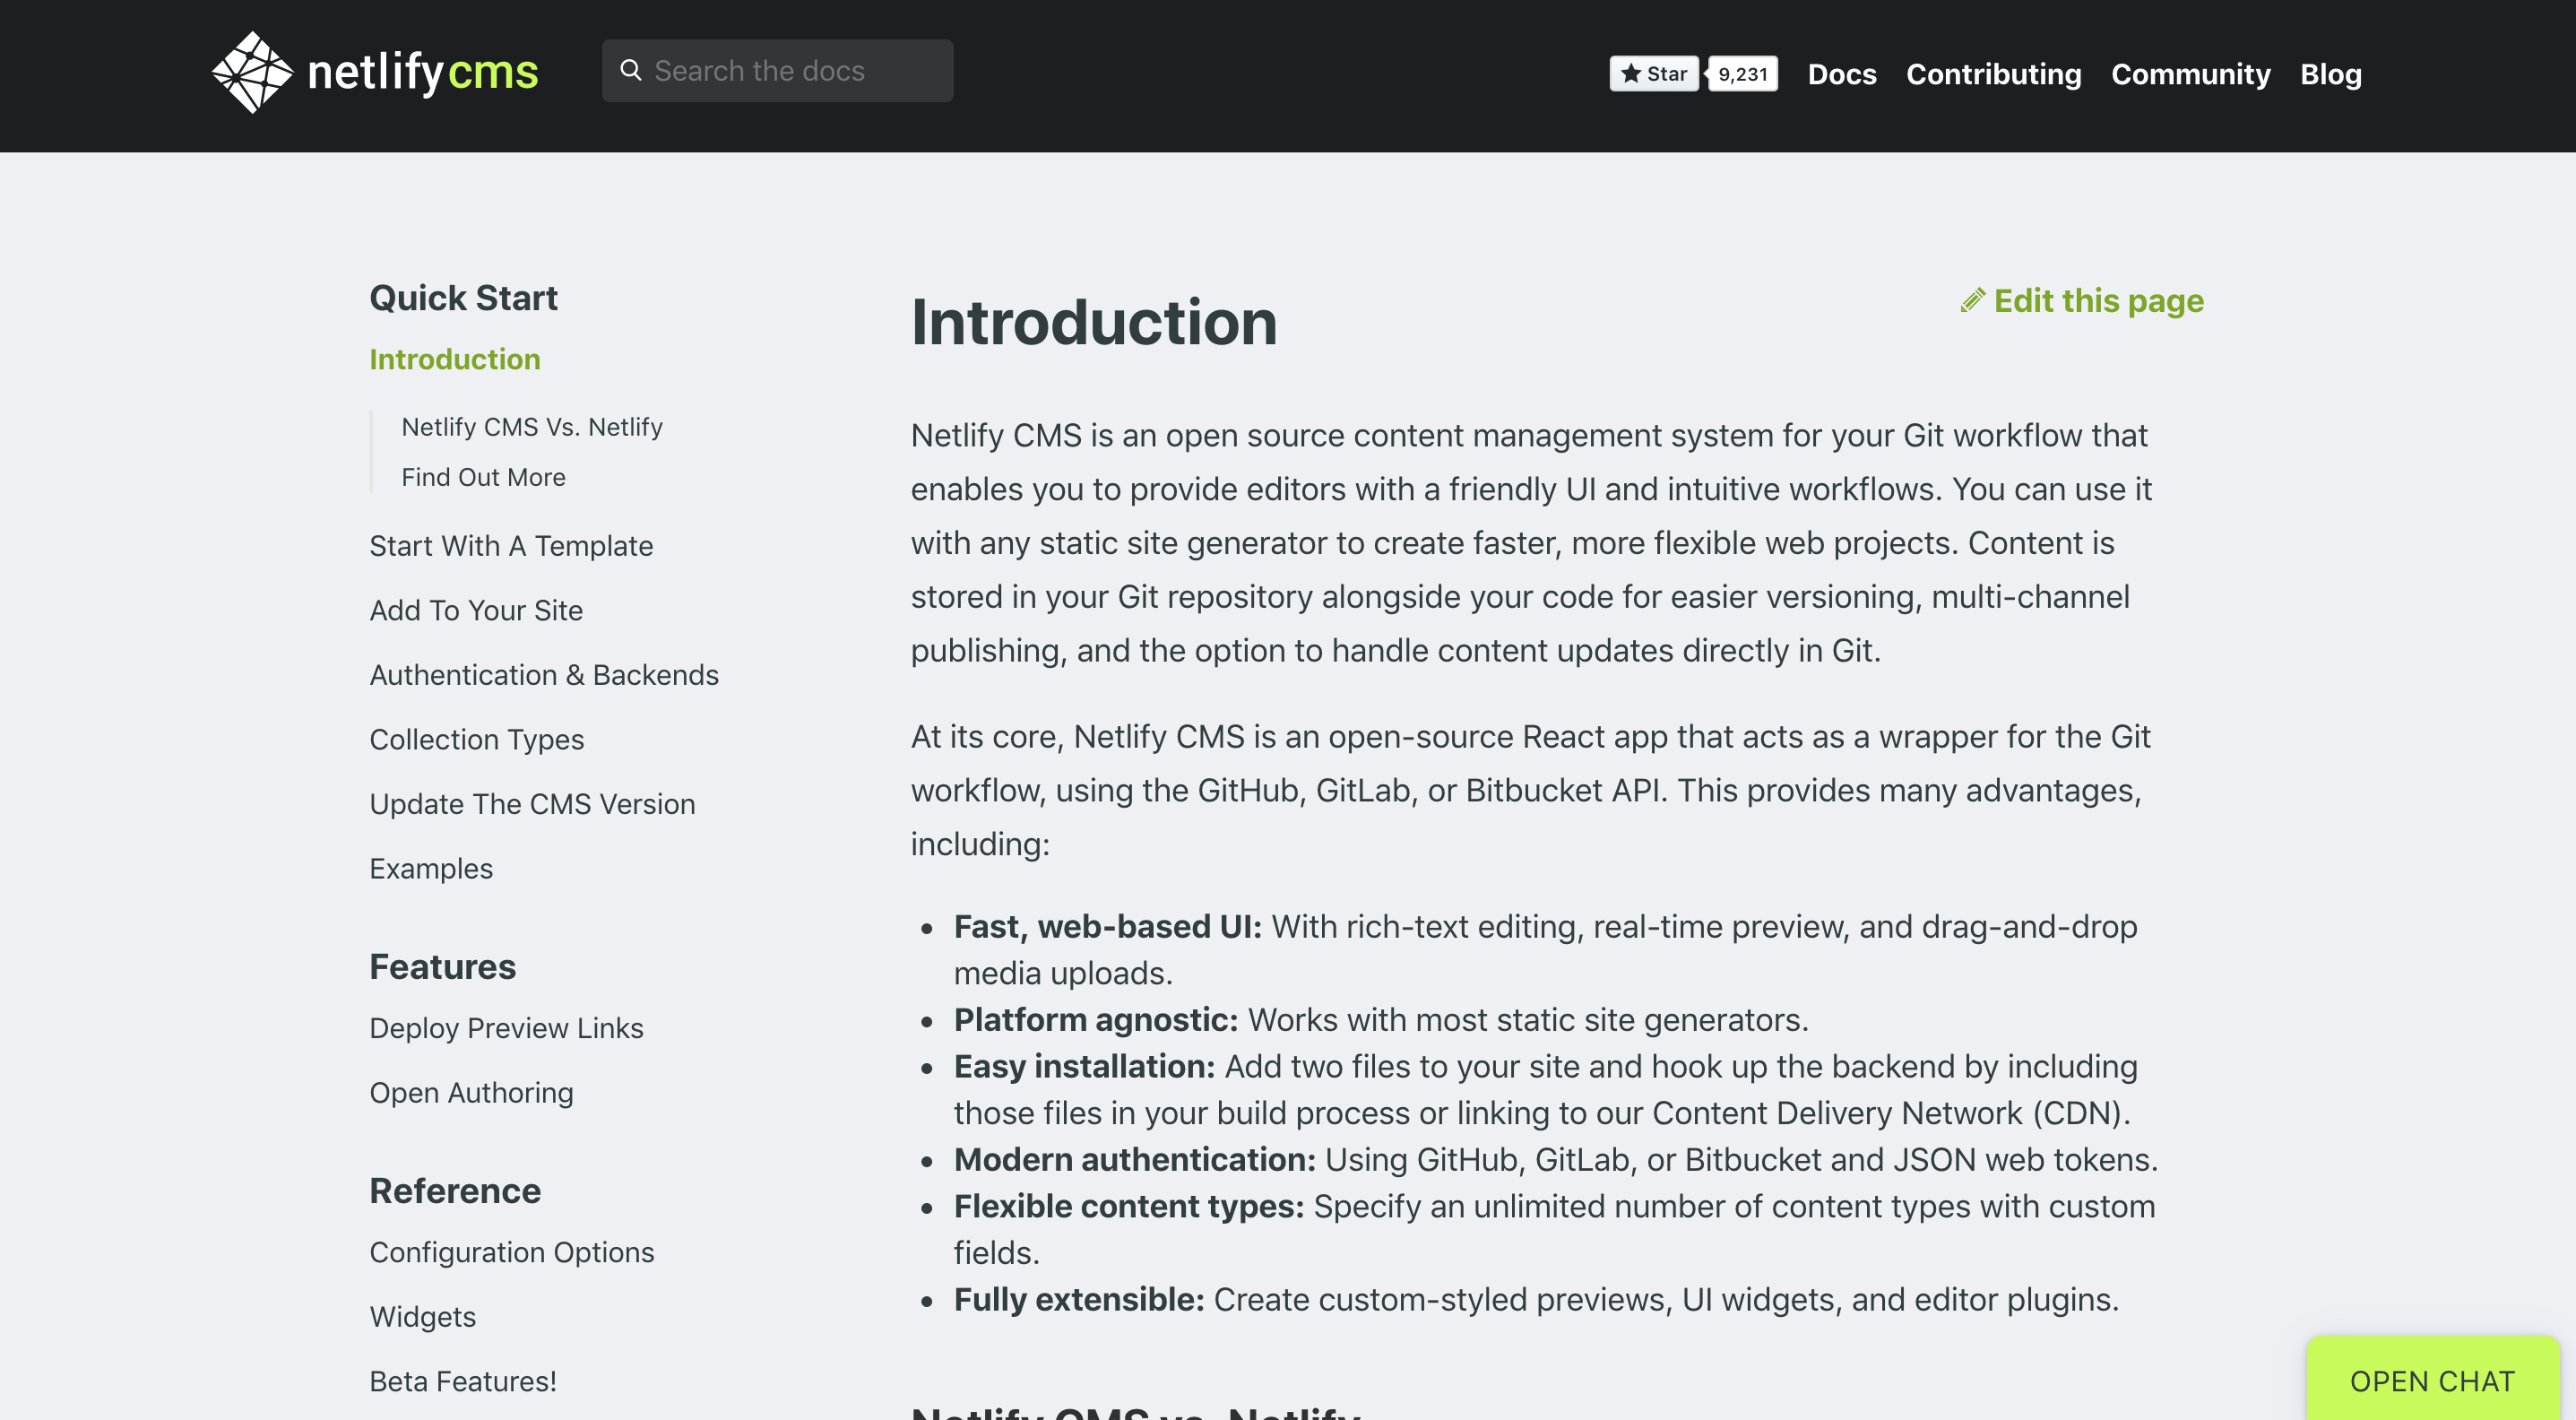 netlifycms
Search the docs
Star 9,231
Docs Contributing Community Blog
Quick Start
Introduction
Netlify CMS Vs. Netlify
Find Out More
Start With A Template
Add To Your Site
Authentication & Backends
Collection Types
Update The CMS Version
Examples
Features
Deploy Preview Links
Open Authoring
Reference
Configuration Options
Widgets
Beta Features!
Introduction
Edit this page
Netlify CMS is an open source content management system for your Git workflow that
enables you to provide editors with a friendly UI and intuitive workflows. You can use it
with any static site generator to create faster, more flexible web projects. Content is
stored in your Git repository alongside your code for easier versioning, multi-channel
publishing, and the option to handle content updates directly in Git.
At its core, Netlify CMS is an open-source React app that acts as a wrapper for the Git
workflow, using the GitHub, GitLab, or Bitbucket API. This provides many advantages,
including:
• Fast, web-based UI: With rich-text editing, real-time preview, and drag-and-drop
media uploads.
• Platform agnostic: Works with most static site generators.
• Easy installation: Add two files to your site and hook up the backend by including
those files in your build process or linking to our Content Delivery Network (CDN).
• Modern authentication: Using GitHub, GitLab, or Bitbucket and JSON web tokens.
• Flexible content types: Specify an unlimited number of content types with custom
fields.
• Fully extensible: Create custom-styled previews, UI widgets, and editor plugins.
Netlify CMS vs. Netlify
OPEN CHAT